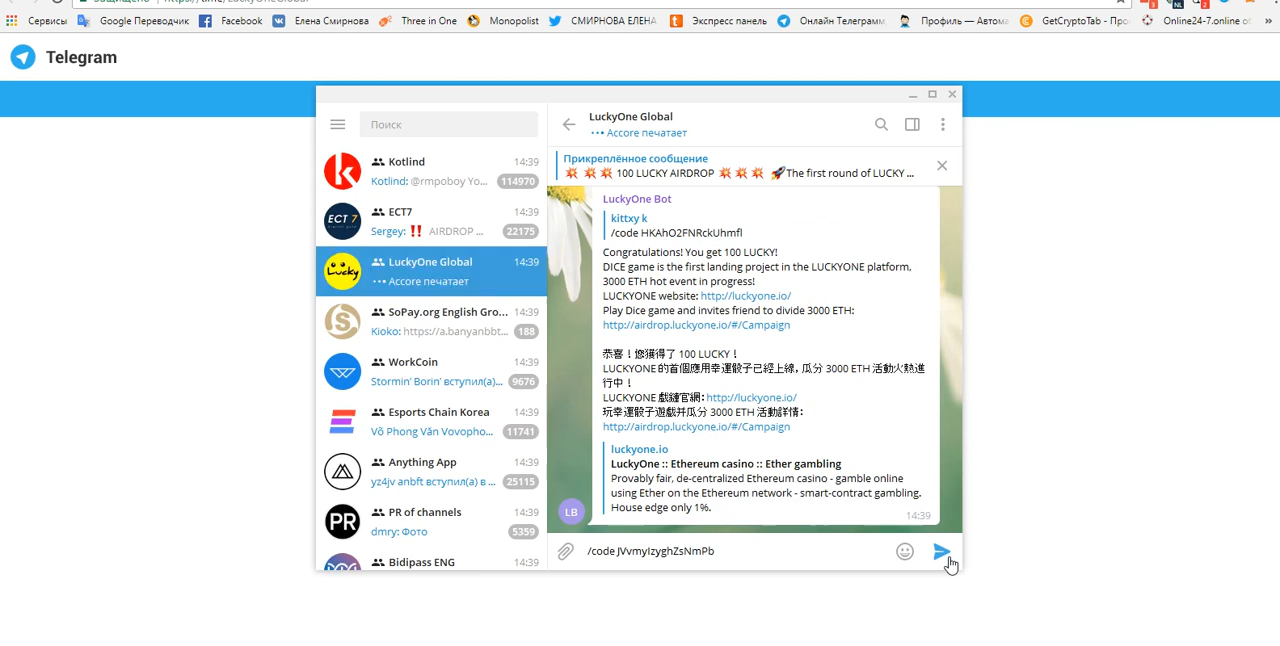 Сервисы Google Переводчик Facebook Елена Смирнова Three in One Monopolist СМИРНОВА ЕЛЕНА Экспресс панель Онлайн Телеграмм Профиль — Автома GetCryptoTab - Про Online24-7.online о »
Telegram
Поиск
Kotlind 14:39
Kotlind: @rmpoboy Yo... 114970
ECT 7
ECT7 14:39
Sergey: ‼️ AIRDROP ... 22175
Lucky
LuckyOne Global 14:39
••• Accore печатает
SoPay.org English Gro... 14:39
Kioko: https://a.banyanbbt... 188
WorkCoin 14:39
Stormin' Borin' вступил(а)... 9676
Esports Chain Korea 14:39
Võ Phong Văn Vovopho... 11741
Anything App 14:39
yz4jv anbft вступил(а) в ... 25115
PR
PR of channels 14:39
dmry: Фото 5359
Bidipass ENG 14:39
LuckyOne Global
••• Accore печатает
Прикреплённое сообщение
💥 💥 💥 100 LUCKY AIRDROP 💥 💥 💥 🚀The first round of LUCKY ...
LuckyOne Bot
kittxy k
/code HKAhO2FNRckUhmfI
Congratulations! You get 100 LUCKY!
DICE game is the first landing project in the LUCKYONE platform,
3000 ETH hot event in progress!
LUCKYONE website: http://luckyone.io/
Play Dice game and invites friend to divide 3000 ETH:
http://airdrop.luckyone.io/#/Campaign
恭喜！您獲得了 100 LUCKY！
LUCKYONE 的首個應用幸運骰子已經上線，瓜分 3000 ETH 活動火熱進
行中！
LUCKYONE 戲鏈官網：http://luckyone.io/
玩幸運骰子遊戲并瓜分 3000 ETH 活動詳情：
http://airdrop.luckyone.io/#/Campaign
luckyone.io
LuckyOne :: Ethereum casino :: Ether gambling
Provably fair, de-centralized Ethereum casino - gamble online
using Ether on the Ethereum network - smart-contract gambling.
House edge only 1%.
14:39
LB
/code JVvmyIzyghZsNmPb